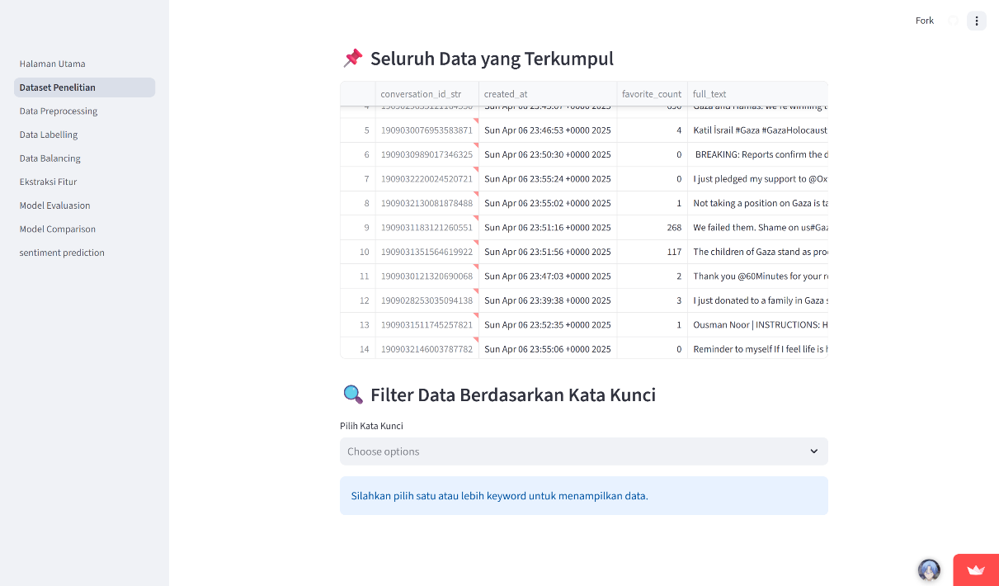 Fork
Halaman Utama
Dataset Penelitian
Data Preprocessing
Data Labelling
Data Balancing
Ekstraksi Fitur
Model Evaluasion
Model Comparison
sentiment prediction
Seluruh Data yang Terkumpul
conversation_id_str created_at favorite_count full_text
5 1909030076953583871 Sun Apr 06 23:46:53 +0000 2025 4 Katil İsrail #Gaza #GazaHolocaust
6 1909030989017346325 Sun Apr 06 23:50:30 +0000 2025 0 BREAKING: Reports confirm the d
7 1909032220024520721 Sun Apr 06 23:55:24 +0000 2025 0 I just pledged my support to @Ox
8 1909032130081878488 Sun Apr 06 23:55:02 +0000 2025 1 Not taking a position on Gaza is ta
9 1909031183121260551 Sun Apr 06 23:51:16 +0000 2025 268 We failed them. Shame on us#Gaz
10 1909031351564619922 Sun Apr 06 23:51:56 +0000 2025 117 The children of Gaza stand as pro
11 1909030121320690068 Sun Apr 06 23:47:03 +0000 2025 2 Thank you @60Minutes for your r
12 1909028253035094138 Sun Apr 06 23:39:38 +0000 2025 3 I just donated to a family in Gaza s
13 1909031511745257821 Sun Apr 06 23:52:35 +0000 2025 1 Ousman Noor | INSTRUCTIONS: H
14 1909032146003787782 Sun Apr 06 23:55:06 +0000 2025 0 Reminder to myself If I feel life is h
Filter Data Berdasarkan Kata Kunci
Pilih Kata Kunci
Choose options
Silahkan pilih satu atau lebih keyword untuk menampilkan data.